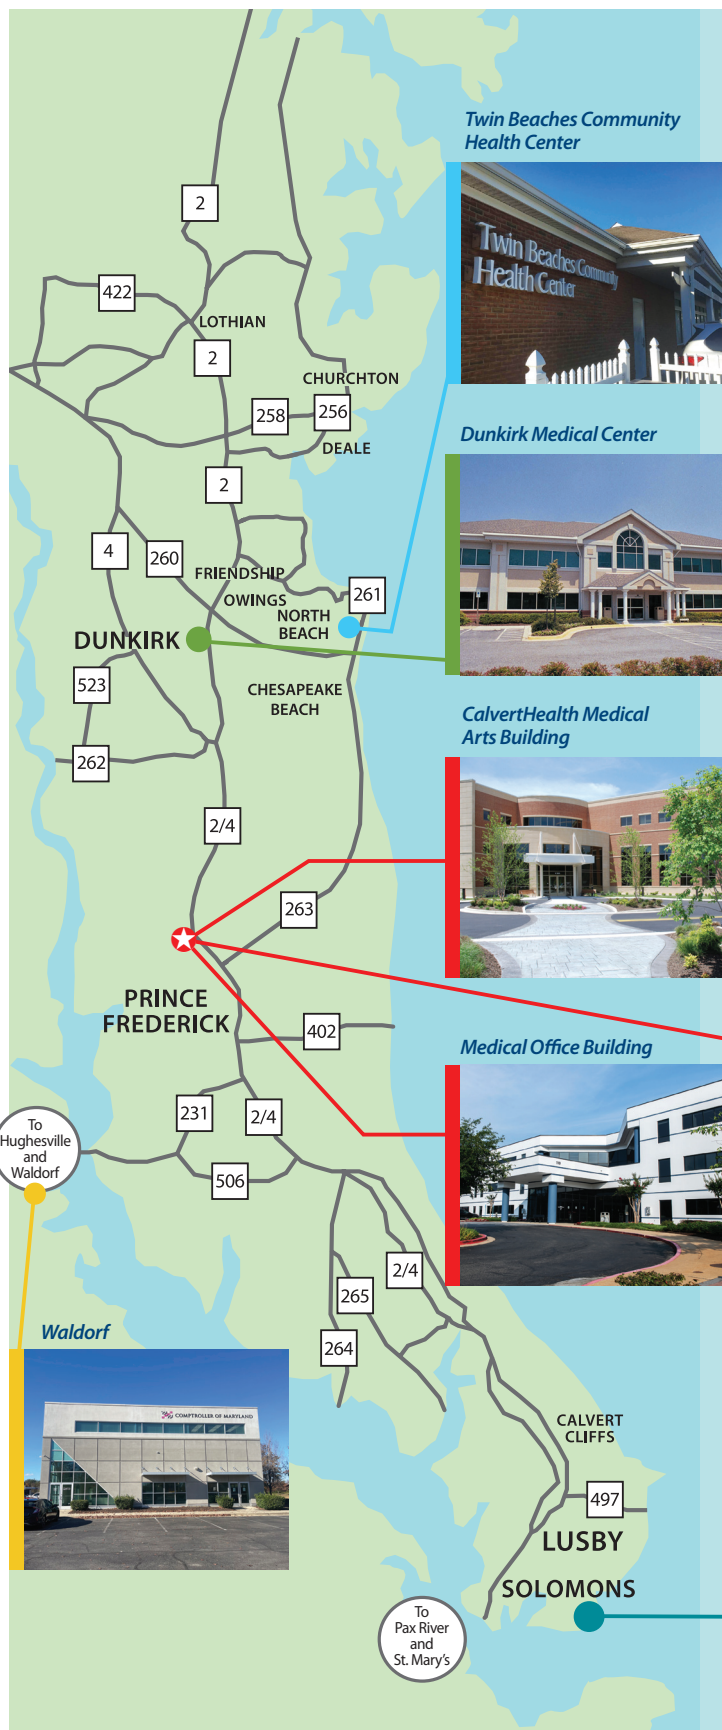 Twin Beaches Community
Health Center
Twin Beaches Community
Health Center
2
422
LOTHIAN
2
CHURCHTON
258
256
DEALE
Dunkirk Medical Center
2
4
260
FRIENDSHIP
OWINGS
261
NORTH
BEACH
DUNKIRK
523
CHESAPEAKE
BEACH
262
CalvertHealth Medical
Arts Building
2/4
263
PRINCE
FREDERICK
402
Medical Office Building
To
Hughesville
and
Waldorf
231
2/4
506
2/4
265
264
Waldorf
COMPTROLLER OF MARYLAND
CALVERT
CLIFFS
497
LUSBY
SOLOMONS
To
Pax River
and
St. Mary's